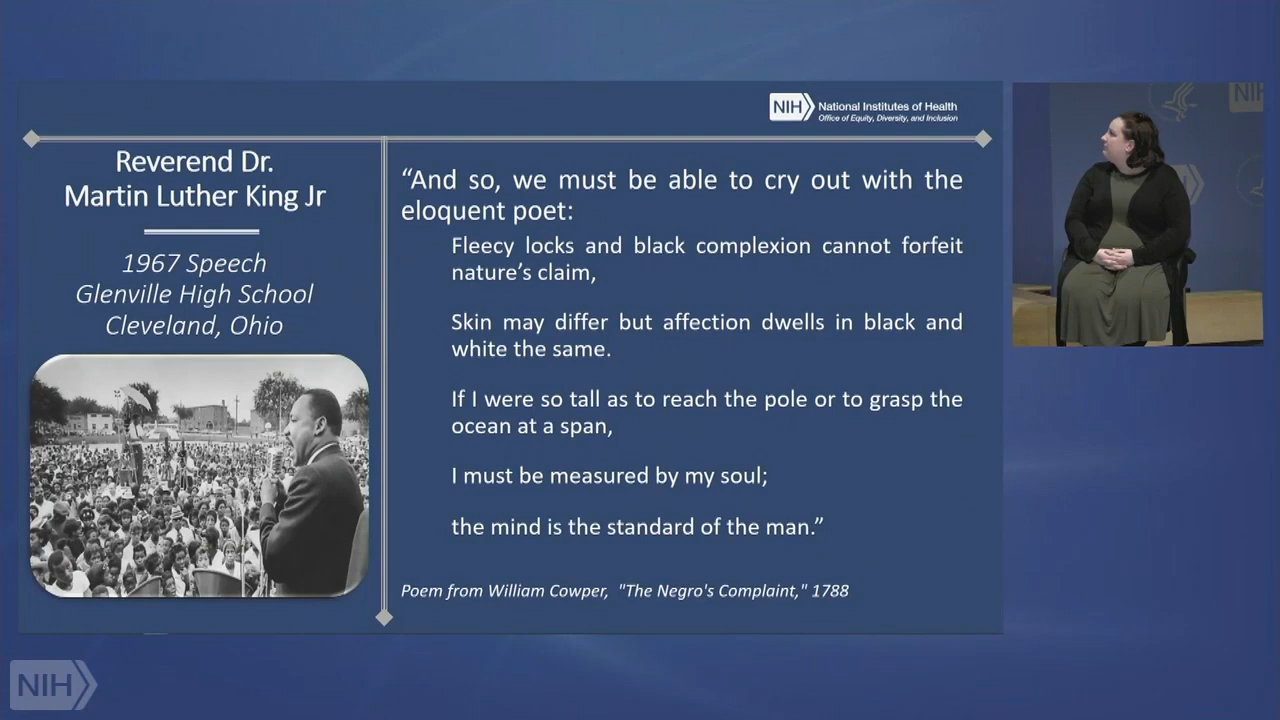 NIH
National Institutes of Health
Office of Equity, Diversity, and Inclusion
Reverend Dr.
Martin Luther King Jr
1967 Speech
Glenville High School
Cleveland, Ohio
“And so, we must be able to cry out with the
eloquent poet:
Fleecy locks and black complexion cannot forfeit
nature’s claim,
Skin may differ but affection dwells in black and
white the same.
If I were so tall as to reach the pole or to grasp the
ocean at a span,
I must be measured by my soul;
the mind is the standard of the man.”
Poem from William Cowper, "The Negro's Complaint," 1788
NI
NIH